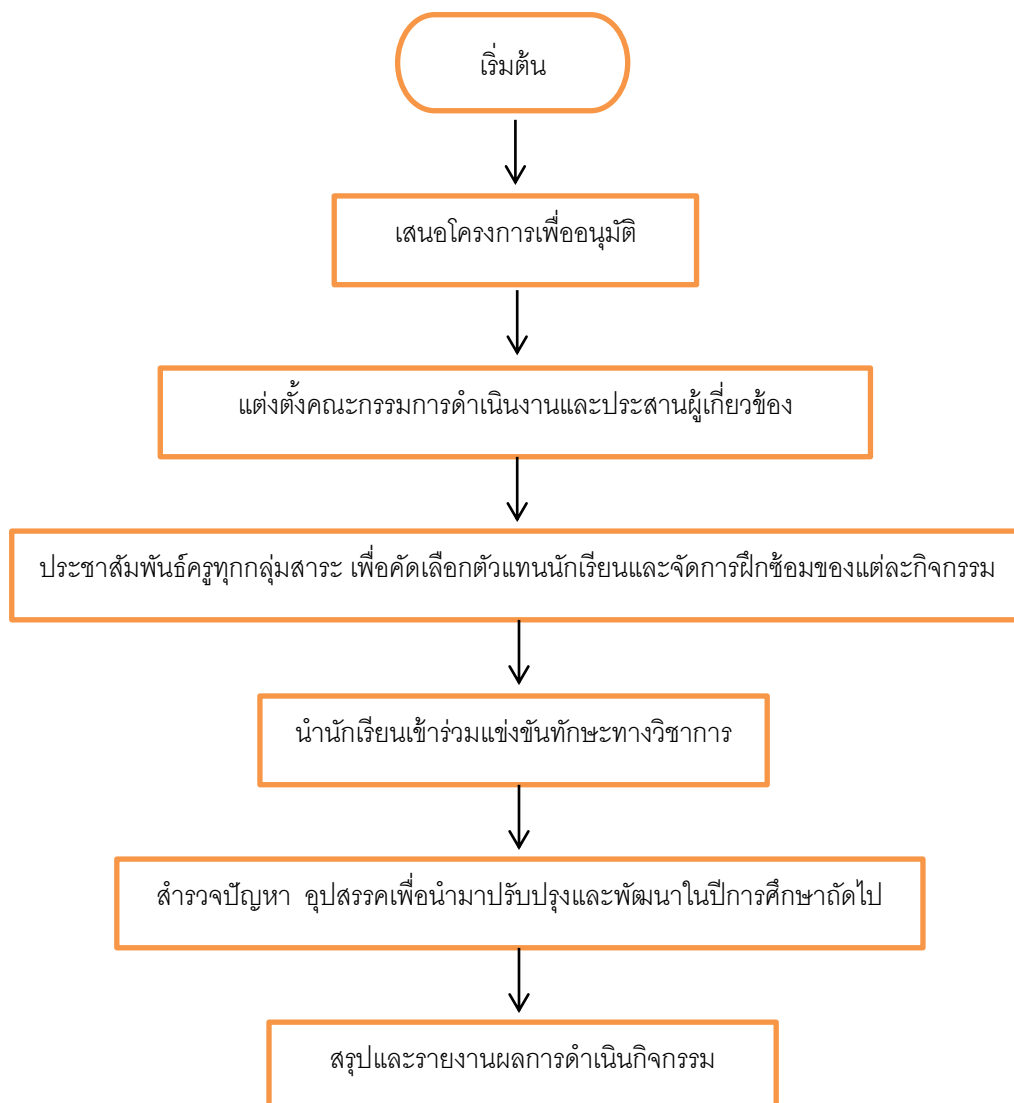 เริ่มต้น
เสนอโครงการเพื่ออนุมัติ
แต่งตั้งคณะกรรมการดำเนินงานและประสานผู้เกี่ยวข้อง
ประชาสัมพันธ์ครูทุกกลุ่มสาระ เพื่อคัดเลือกตัวแทนนักเรียนและจัดการฝึกซ้อมของแต่ละกิจกรรม
นำนักเรียนเข้าร่วมแข่งขันทักษะทางวิชาการ
สำรวจปัญหา อุปสรรคเพื่อนำมาปรับปรุงและพัฒนาในปีการศึกษาถัดไป
สรุปและรายงานผลการดำเนินกิจกรรม